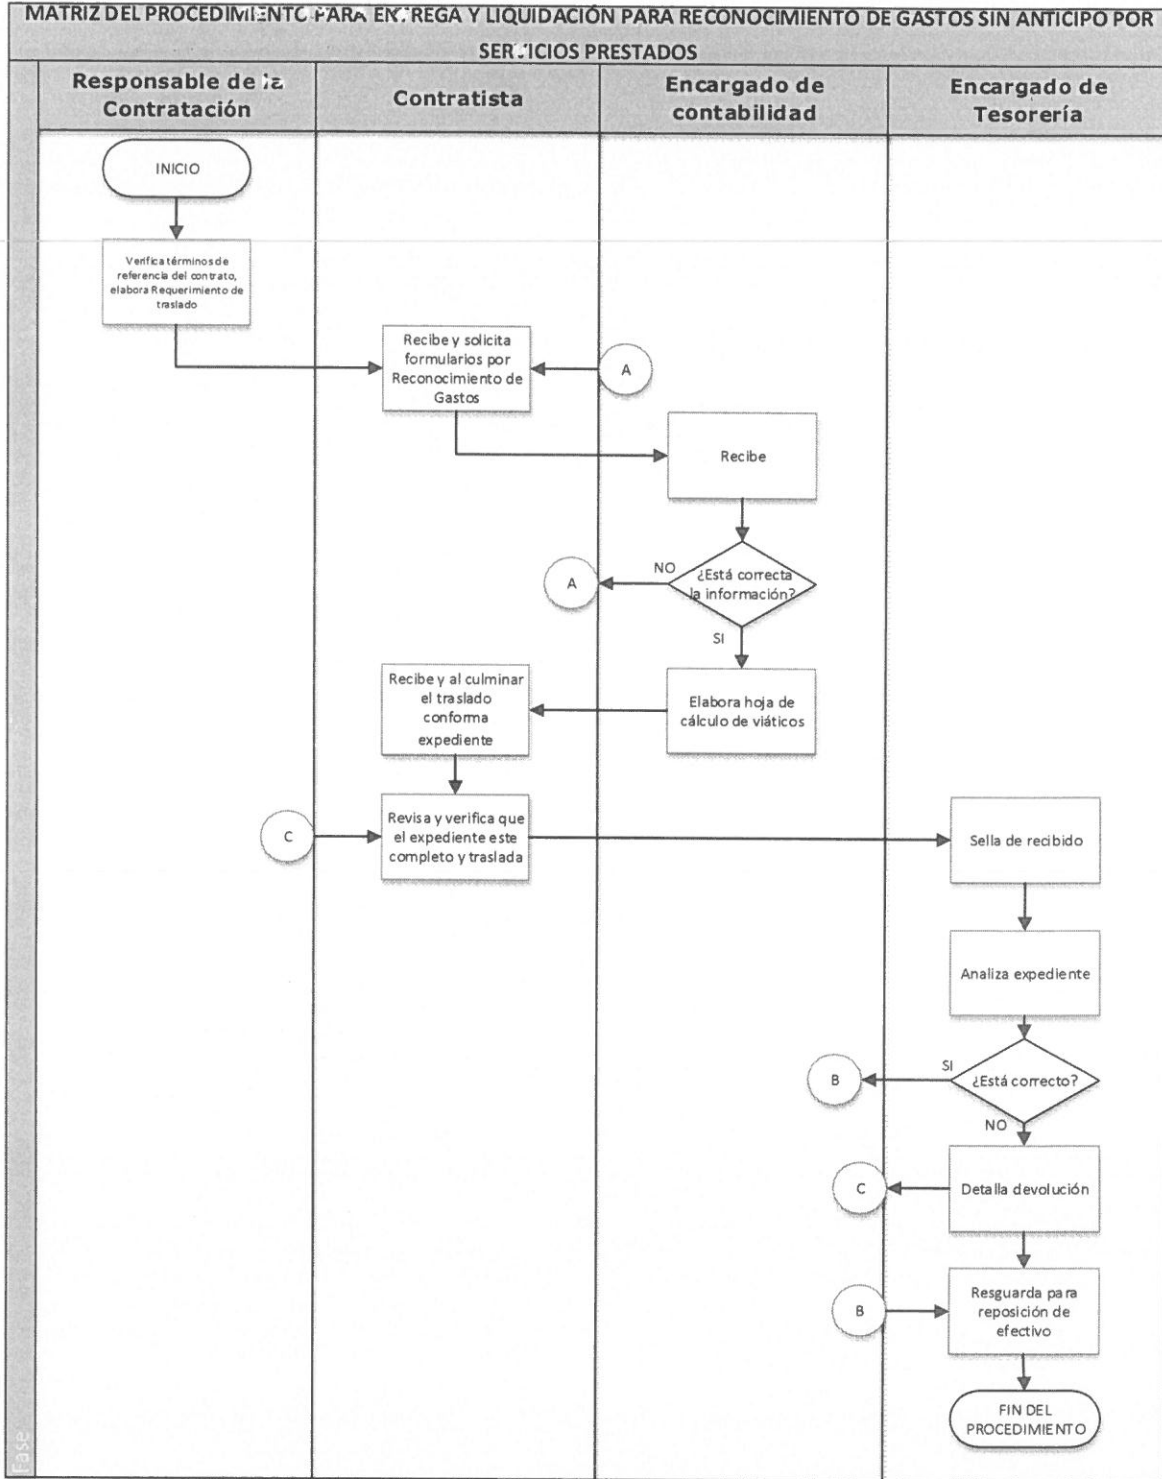 MATRIZ DEL PROCEDIMIENTO PARA ENTREGA Y LIQUIDACIÓN PARA RECONOCIMIENTO DE GASTOS SIN ANTICIPO POR
SERVICIOS PRESTADOS
Responsable de la
Contratación
Contratista
Encargado de
contabilidad
Encargado de
Tesorería
INICIO
Verifica términos de
referencia del contrato,
elabora Requerimiento de
traslado
Recibe y solicita
formularios por
Reconocimiento de
Gastos
A
Recibe
¿Está correcta
la información?
NO
A
SI
Elabora hoja de
cálculo de viáticos
Recibe y al culminar
el traslado
conforma
expediente
C
Revisa y verifica que
el expediente este
completo y traslada
Sella de recibido
Analiza expediente
¿Está correcto?
SI
B
NO
Detalla devolución
C
B
Resguarda para
reposición de
efectivo
FIN DEL
PROCEDIMIENTO
Fase